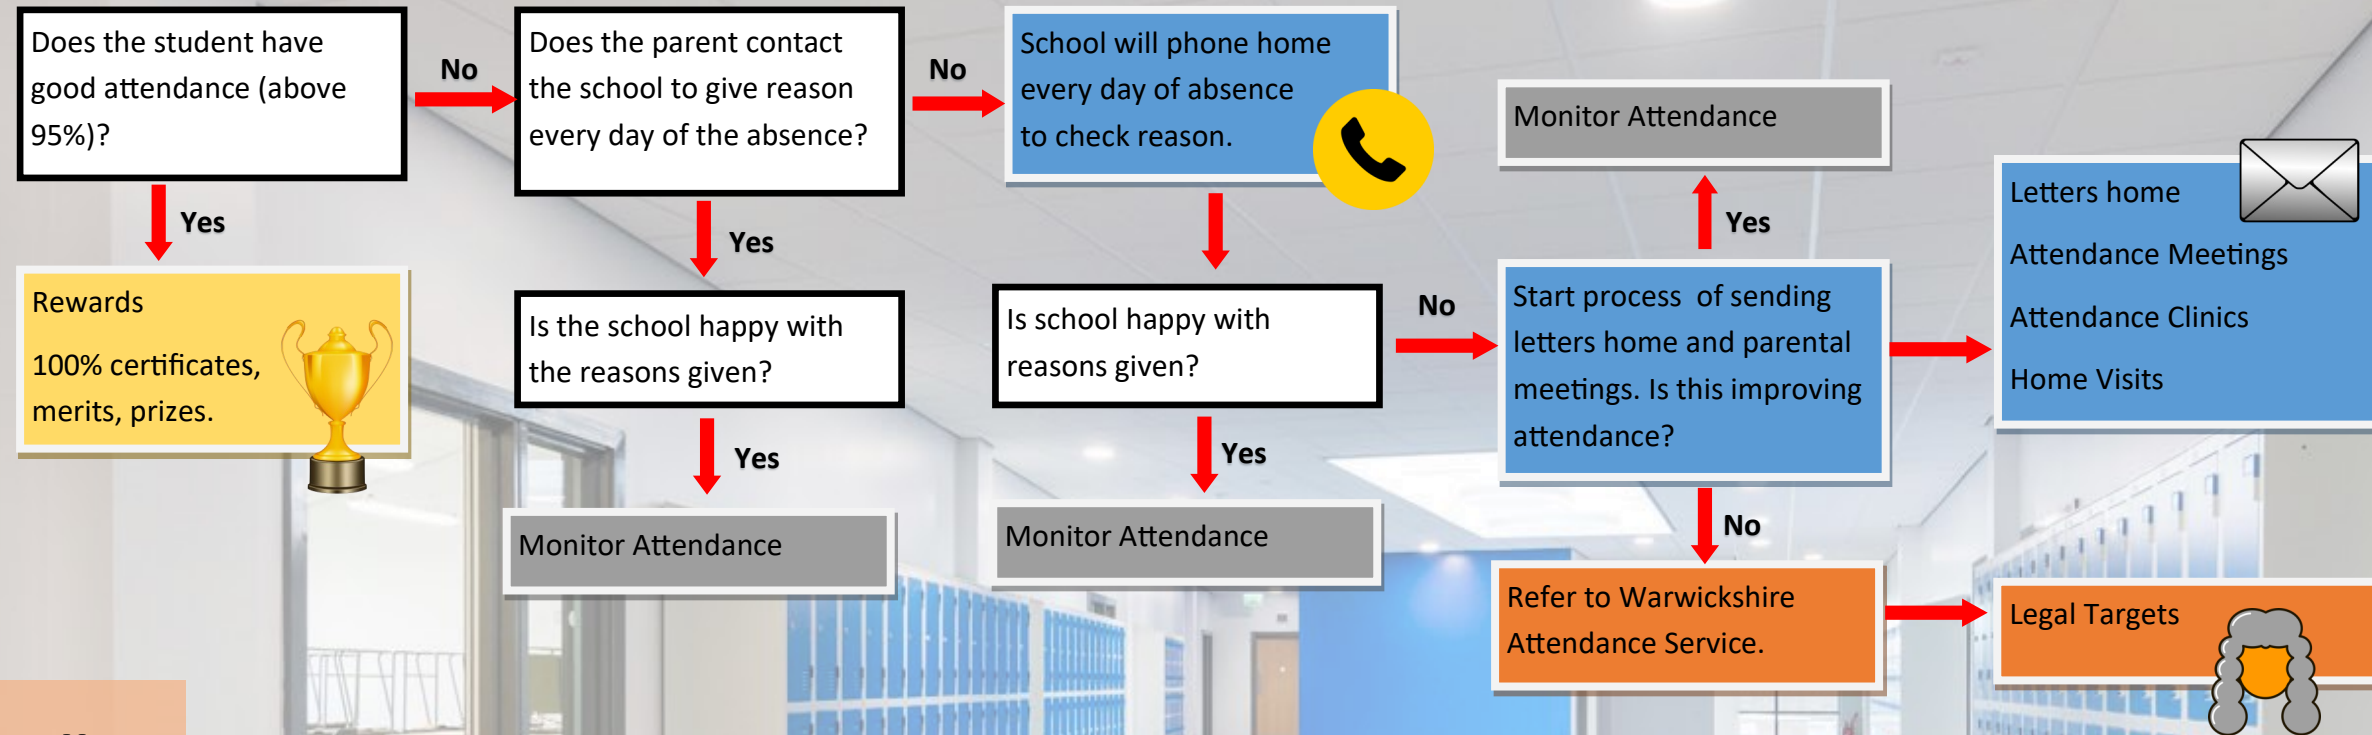 Does the student have
good attendance (above
95%)?
No
Does the parent contact
the school to give reason
every day of the absence?
No
School will phone home
every day of absence
to check reason.
Yes
Rewards
100% certificates,
merits, prizes.
Yes
Is the school happy with
the reasons given?
Yes
Monitor Attendance
Is school happy with
reasons given?
Yes
Monitor Attendance
No
Monitor Attendance
Yes
Start process  of sending
letters home and parental
meetings. Is this improving
attendance?
Letters home
Attendance Meetings
Attendance Clinics
Home Visits
No
Refer to Warwickshire
Attendance Service.
Legal Targets